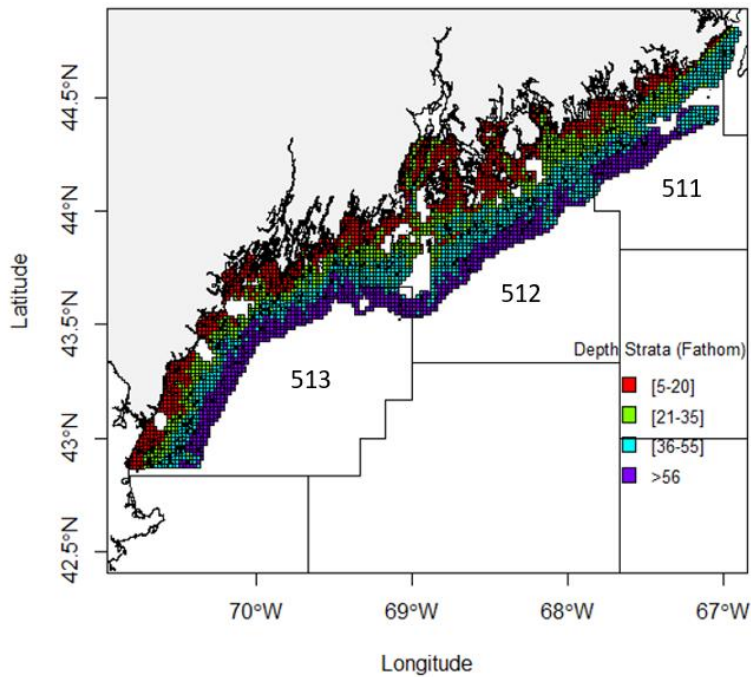 44.5°N
44°N
43.5°N
43°N
42.5°N
Latitude
511
512
513
Depth Strata (Fathom)
[5-20]
[21-35]
[36-55]
>56
70°W
69°W
68°W
67°W
Longitude